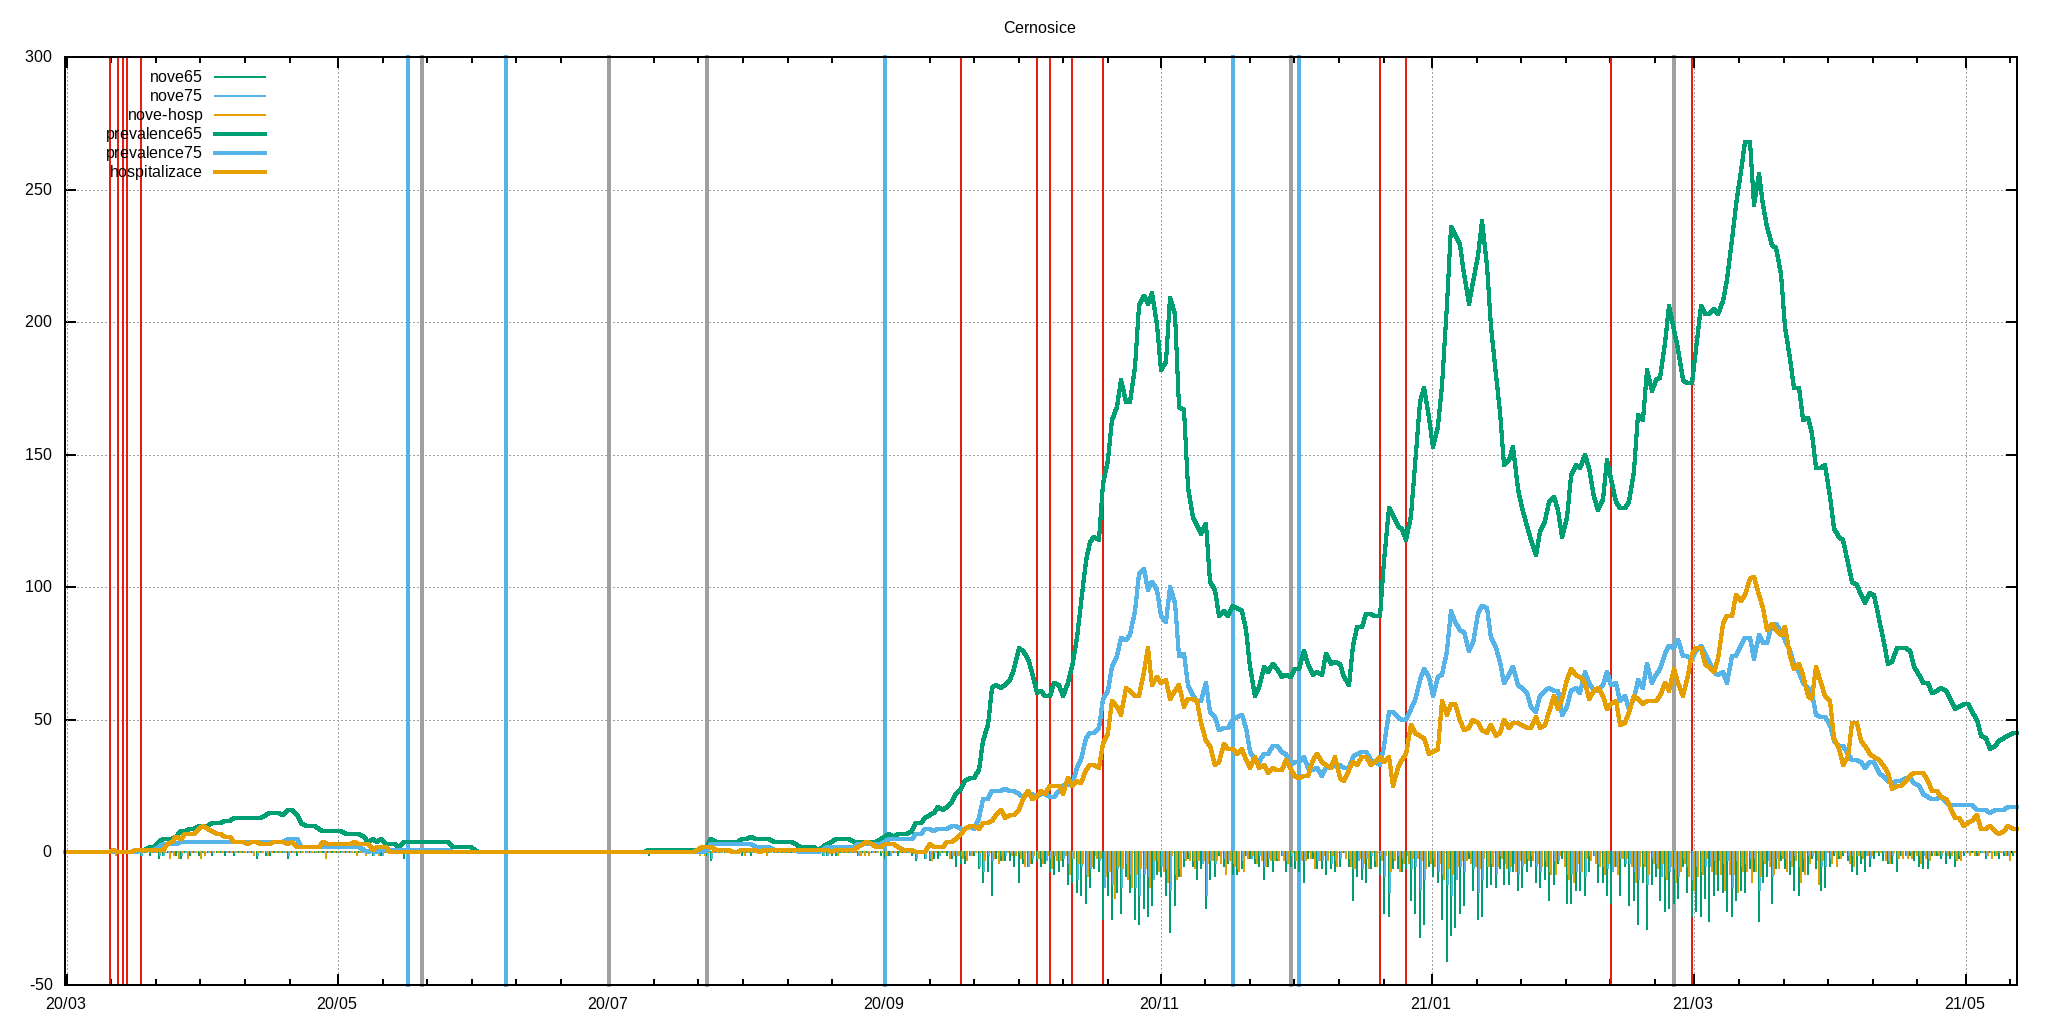 Cernosice
300
nove65
nove75
nove-hosp
prevalence65
prevalence75
hospitalizace
250
200
150
100
50
0
-50
20/03 20/05 20/07 20/09 20/11 21/01 21/03 21/05